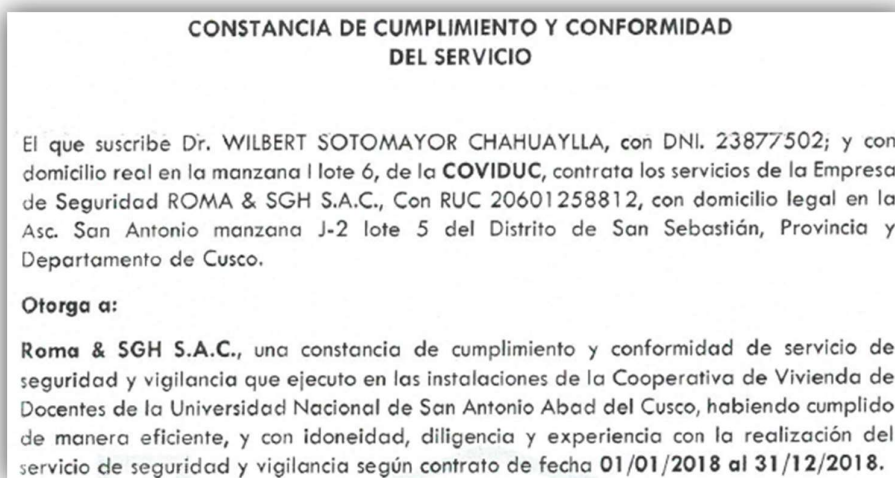 CONSTANCIA DE CUMPLIMIENTO Y CONFORMIDAD
DEL SERVICIO
El que suscribe Dr. WILBERT SOTOMAYOR CHAHUAYLLA, con DNI. 23877502; y con
domicilio real en la manzana I lote 6, de la COVIDUC, contrata los servicios de la Empresa
de Seguridad ROMA & SGH S.A.C., Con RUC 20601258812, con domicilio legal en la
Asc. San Antonio manzana J-2 lote 5 del Distrito de San Sebastián, Provincia y
Departamento de Cusco.
Otorga a:
Roma & SGH S.A.C., una constancia de cumplimiento y conformidad de servicio de
seguridad y vigilancia que ejecuto en las instalaciones de la Cooperativa de Vivienda de
Docentes de la Universidad Nacional de San Antonio Abad del Cusco, habiendo cumplido
de manera eficiente, y con idoneidad, diligencia y experiencia con la realización del
servicio de seguridad y vigilancia según contrato de fecha 01/01/2018 al 31/12/2018.